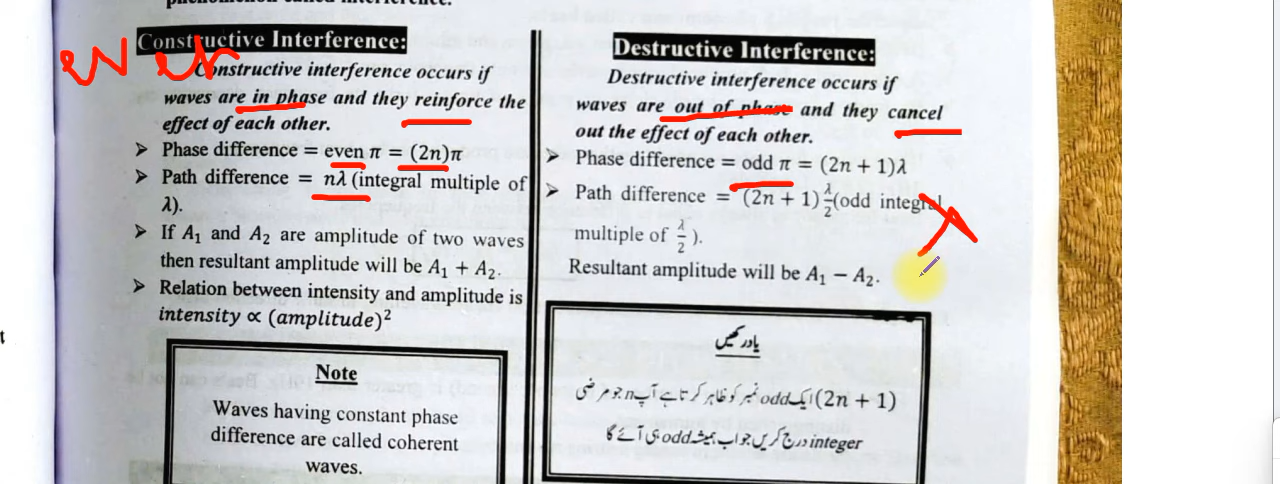 Constructive Interference:
Constructive interference occurs if
waves are in phase and they reinforce the
effect of each other.
➢ Phase difference = even π = (2n)π
➢ Path difference = nλ (integral multiple of
λ).
➢ If A₁ and A₂ are amplitude of two waves
then resultant amplitude will be A₁ + A₂.
➢ Relation between intensity and amplitude is
intensity ∝ (amplitude)²
Note
Waves having constant phase
difference are called coherent
waves.
Destructive Interference:
Destructive interference occurs if
waves are out of phase and they cancel
out the effect of each other.
➢ Phase difference = odd π = (2n + 1)λ
➢ Path difference = (2n + 1) λ/2 (odd integral
multiple of λ/2 ).
Resultant amplitude will be A₁ − A₂.
یاد رکھیں
(2n + 1) ایک odd نمبر کو ظاہر کرتا ہے آپ n جو مرضی
integer درج کریں جواب ہمیشہ odd ہی آئے گا